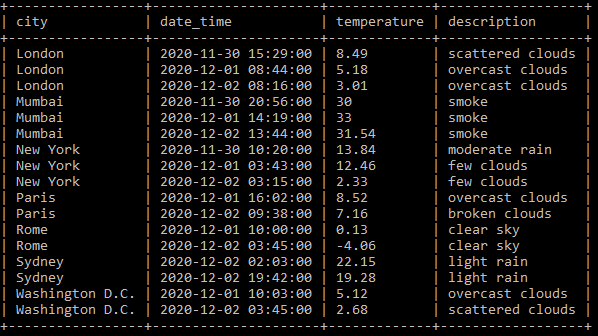 +-----------------+---------------------+-------------+------------------+
| city            | date_time           | temperature | description      |
+-----------------+---------------------+-------------+------------------+
| London          | 2020-11-30 15:29:00 | 8.49        | scattered clouds |
| London          | 2020-12-01 08:44:00 | 5.18        | overcast clouds  |
| London          | 2020-12-02 08:16:00 | 3.01        | overcast clouds  |
| Mumbai          | 2020-11-30 20:56:00 | 30          | smoke            |
| Mumbai          | 2020-12-01 14:19:00 | 33          | smoke            |
| Mumbai          | 2020-12-02 13:44:00 | 31.54       | smoke            |
| New York        | 2020-11-30 10:20:00 | 13.84       | moderate rain    |
| New York        | 2020-12-01 03:43:00 | 12.46       | few clouds       |
| New York        | 2020-12-02 03:15:00 | 2.33        | few clouds       |
| Paris           | 2020-12-01 16:02:00 | 8.52        | overcast clouds  |
| Paris           | 2020-12-02 09:38:00 | 7.16        | broken clouds    |
| Rome            | 2020-12-01 10:00:00 | 0.13        | clear sky        |
| Rome            | 2020-12-02 03:45:00 | -4.06       | clear sky        |
| Sydney          | 2020-12-02 02:03:00 | 22.15       | light rain       |
| Sydney          | 2020-12-02 19:42:00 | 19.28       | light rain       |
| Washington D.C. | 2020-12-01 10:03:00 | 5.12        | overcast clouds  |
| Washington D.C. | 2020-12-02 03:45:00 | 2.68        | scattered clouds |
+-----------------+---------------------+-------------+------------------+